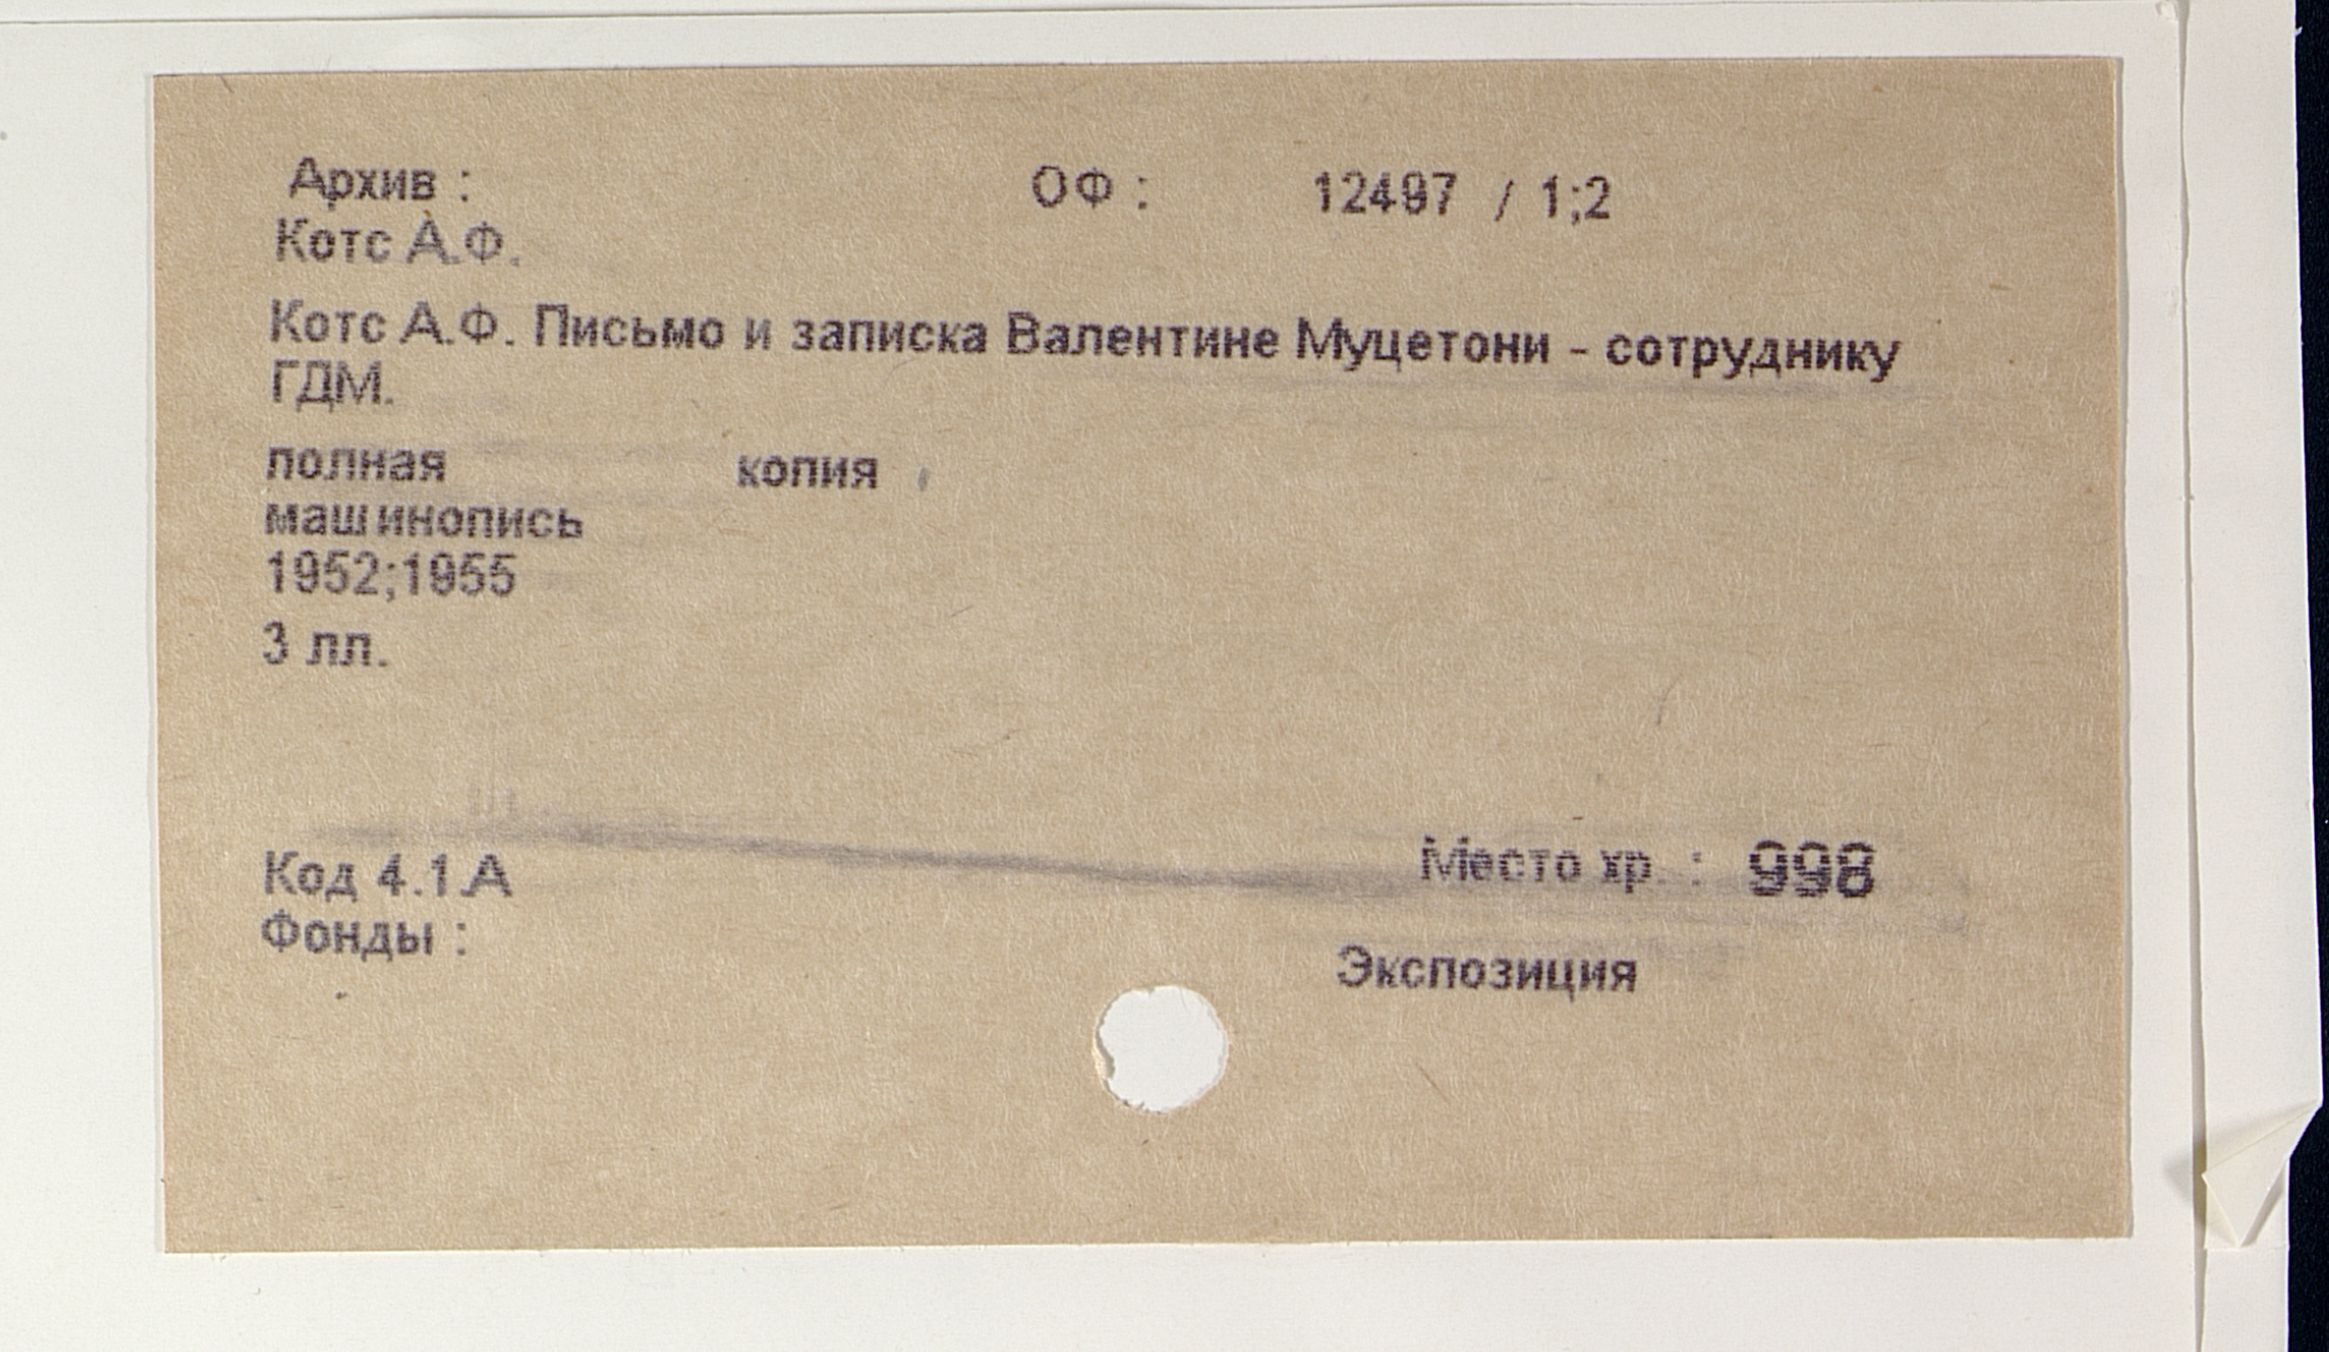 Архив : ОФ : 12497 / 1;2
Котс А.Ф.
Котс А.Ф. Письмо и записка Валентине Муцетони - сотруднику
ГДМ.
полная копия
машинопись
1952;1955
3 лл.
Код 4.1.А Место хр. : 998
Фонды :
Экспозиция